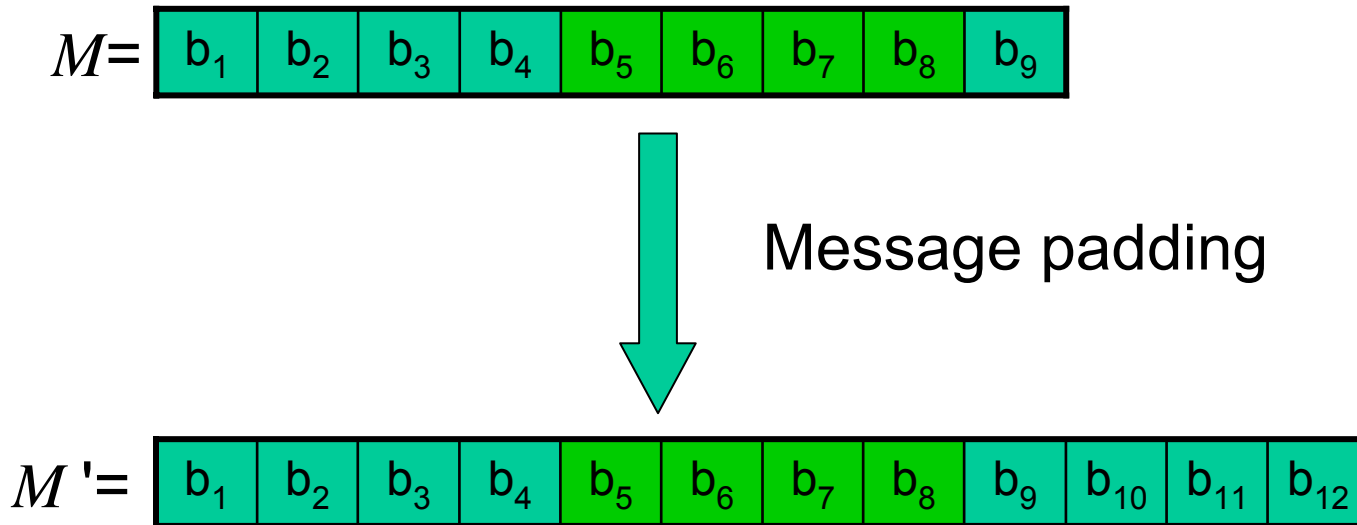 M= b₁ b₂ b₃ b₄ b₅ b₆ b₇ b₈ b₉
Message padding
M '= b₁ b₂ b₃ b₄ b₅ b₆ b₇ b₈ b₉ b₁₀ b₁₁ b₁₂